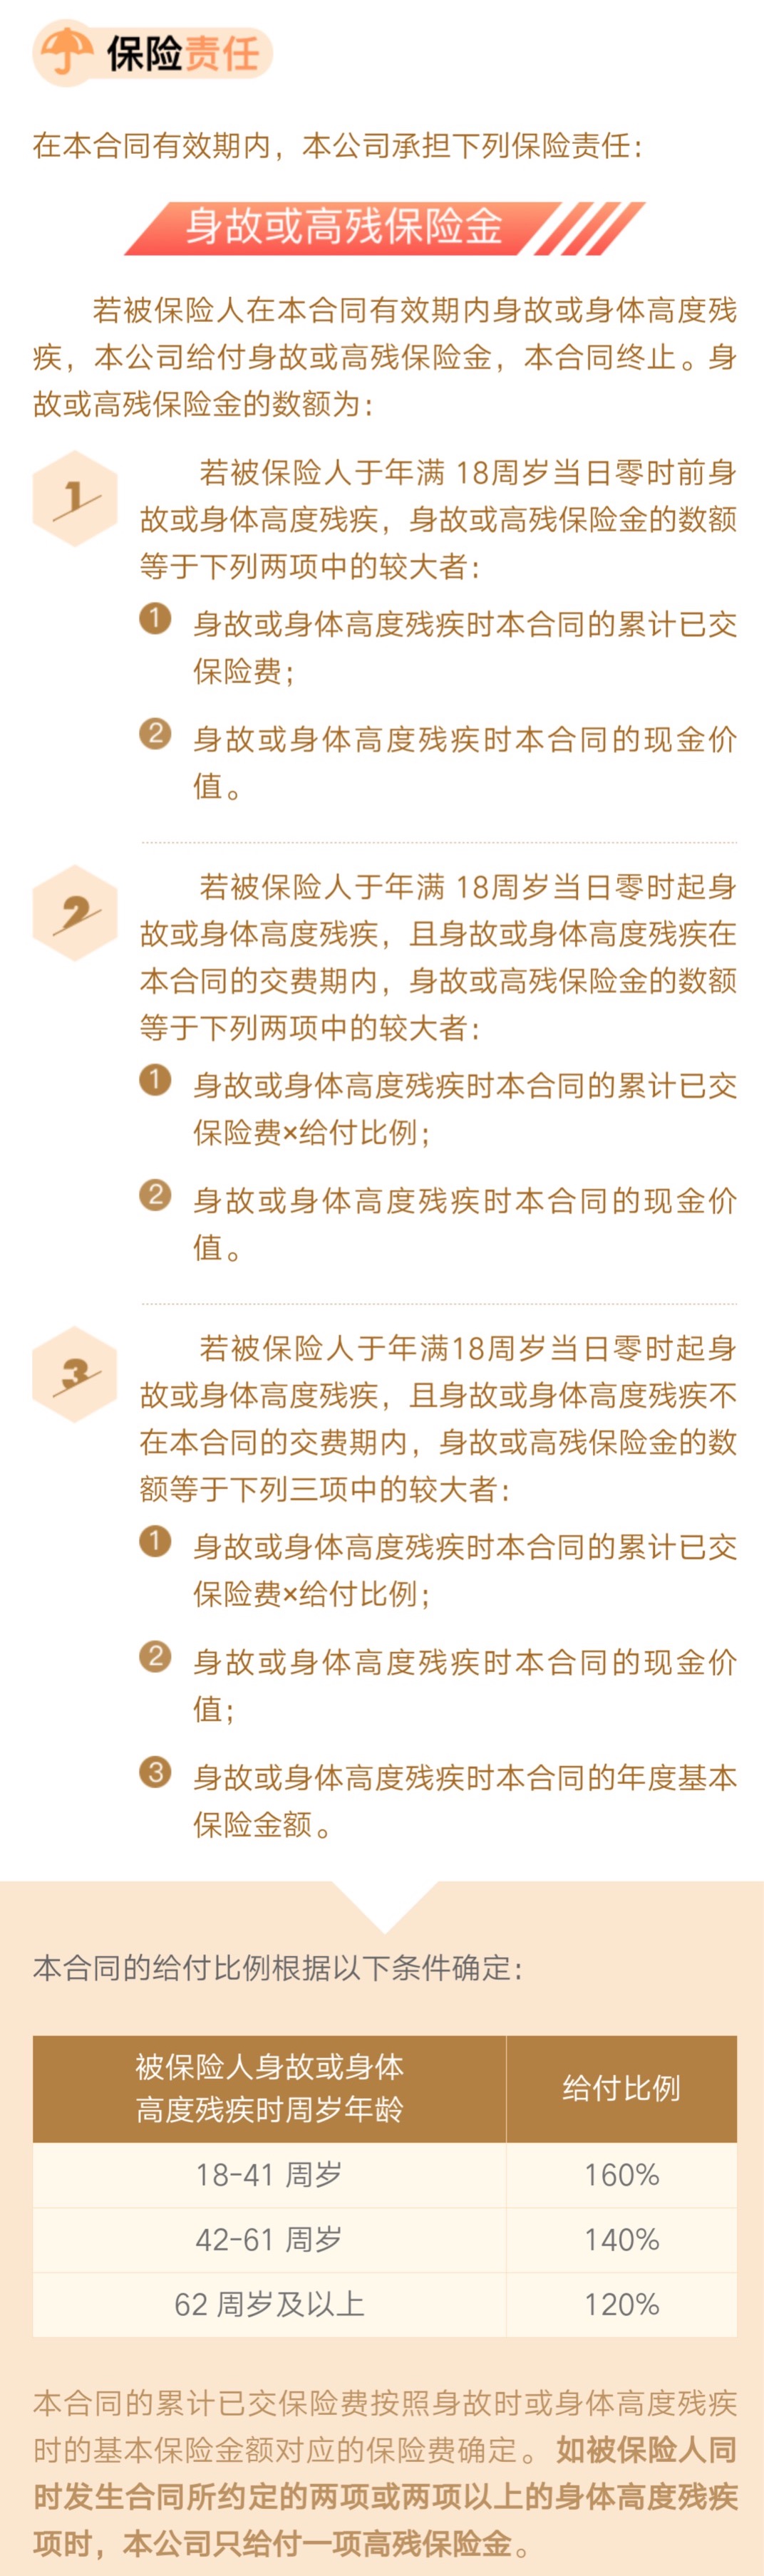 保险责任
在本合同有效期内，本公司承担下列保险责任：
身故或高残保险金
若被保险人在本合同有效期内身故或身体高度残
疾，本公司给付身故或高残保险金，本合同终止。身
故或高残保险金的数额为：
1
若被保险人于年满 18周岁当日零时前身
故或身体高度残疾，身故或高残保险金的数额
等于下列两项中的较大者：
1 身故或身体高度残疾时本合同的累计已交
保险费；
2 身故或身体高度残疾时本合同的现金价
值。
2
若被保险人于年满 18周岁当日零时起身
故或身体高度残疾，且身故或身体高度残疾在
本合同的交费期内，身故或高残保险金的数额
等于下列两项中的较大者：
1 身故或身体高度残疾时本合同的累计已交
保险费×给付比例；
2 身故或身体高度残疾时本合同的现金价
值。
3
若被保险人于年满18周岁当日零时起身
故或身体高度残疾，且身故或身体高度残疾不
在本合同的交费期内，身故或高残保险金的数
额等于下列三项中的较大者：
1 身故或身体高度残疾时本合同的累计已交
保险费×给付比例；
2 身故或身体高度残疾时本合同的现金价
值；
3 身故或身体高度残疾时本合同的年度基本
保险金额。
本合同的给付比例根据以下条件确定：
被保险人身故或身体
高度残疾时周岁年龄
给付比例
18-41 周岁 160%
42-61 周岁 140%
62 周岁及以上 120%
本合同的累计已交保险费按照身故时或身体高度残疾
时的基本保险金额对应的保险费确定。如被保险人同
时发生合同所约定的两项或两项以上的身体高度残疾
项时，本公司只给付一项高残保险金。